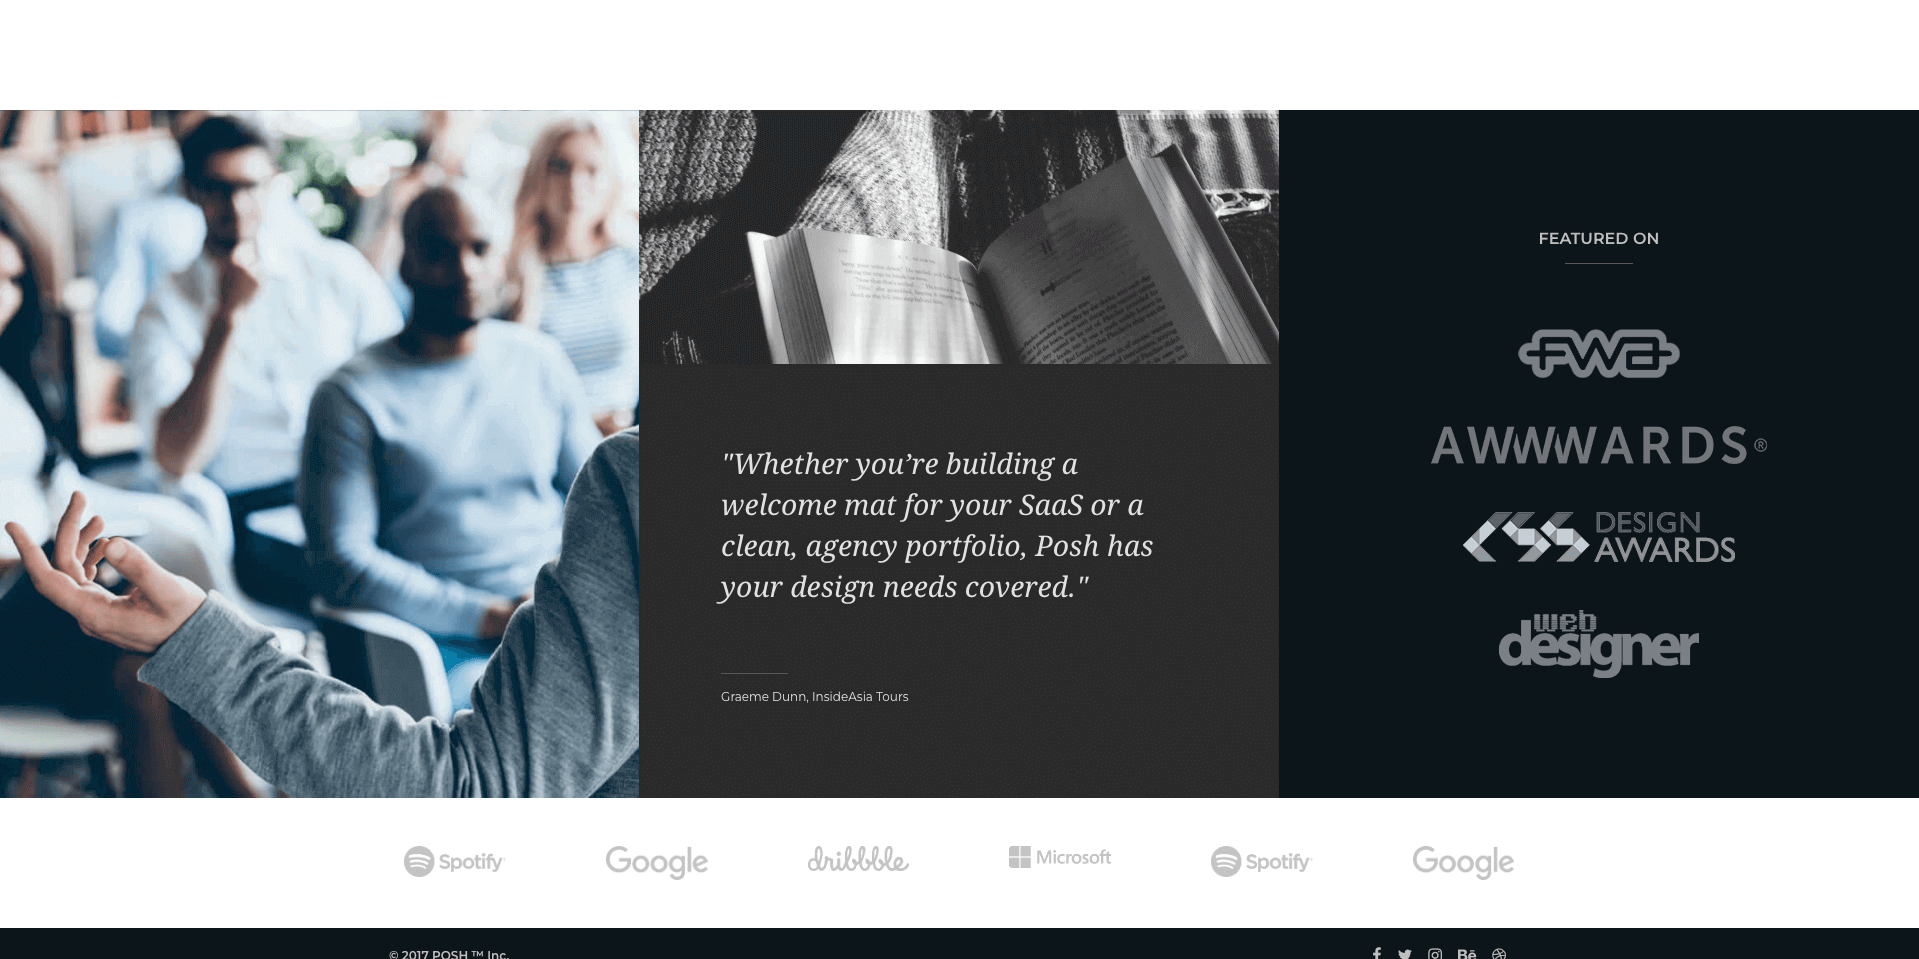 FEATURED ON
FWA
AWWWARDS®
CSS DESIGN
AWARDS
web
designer
"Whether you’re building a
welcome mat for your SaaS or a
clean, agency portfolio, Posh has
your design needs covered."
Graeme Dunn, InsideAsia Tours
Spotify
Google
dribbble
Microsoft
Spotify
Google
© 2017 POSH ™ Inc.
Bē